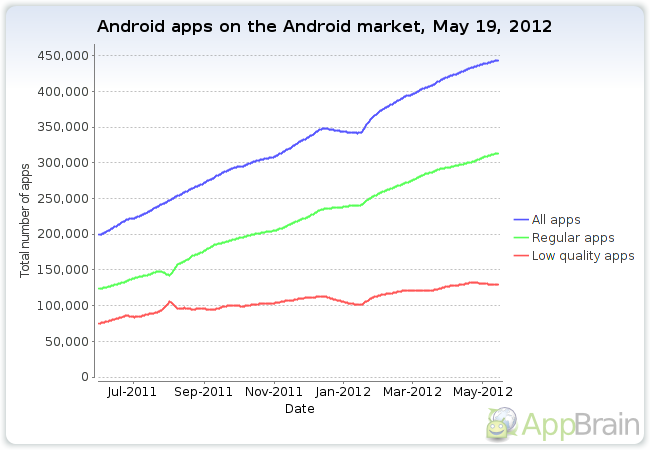 Android apps on the Android market, May 19, 2012
450,000
400,000
350,000
300,000
250,000
200,000
150,000
100,000
50,000
0
Total number of apps
Jul-2011 Sep-2011 Nov-2011 Jan-2012 Mar-2012 May-2012
Date
All apps
Regular apps
Low quality apps
AppBrain